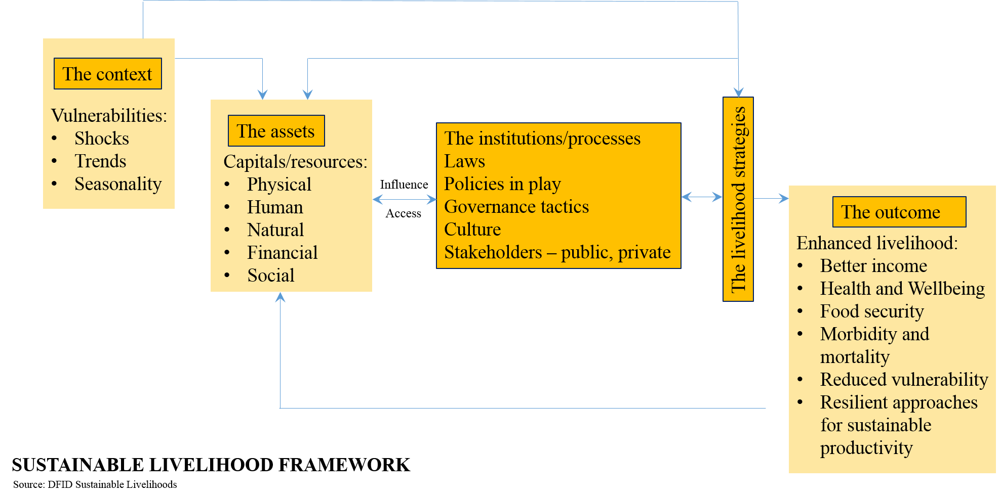 The context
Vulnerabilities:
• Shocks
• Trends
• Seasonality
The assets
Capitals/resources:
• Physical
• Human
• Natural
• Financial
• Social
Influence
Access
The institutions/processes
Laws
Policies in play
Governance tactics
Culture
Stakeholders – public, private
The livelihood strategies
The outcome
Enhanced livelihood:
• Better income
• Health and Wellbeing
• Food security
• Morbidity and
mortality
• Reduced vulnerability
• Resilient approaches
for sustainable
productivity
SUSTAINABLE LIVELIHOOD FRAMEWORK
Source: DFID Sustainable Livelihoods